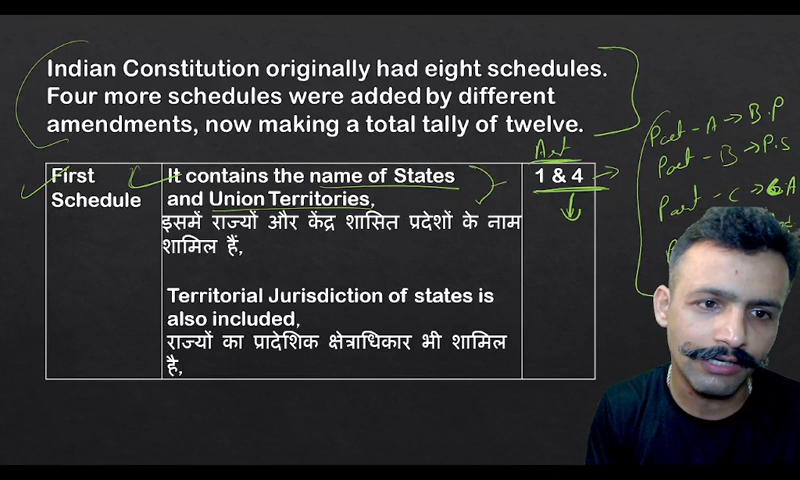 Indian Constitution originally had eight schedules.
Four more schedules were added by different
amendments, now making a total tally of twelve.
Art
First
Schedule
It contains the name of States
and Union Territories,
इसमें राज्यों और केंद्र शासित प्रदेशों के नाम
शामिल हैं,
Territorial Jurisdiction of states is
also included,
राज्यों का प्रादेशिक क्षेत्राधिकार भी शामिल
है,
1 & 4
Part - A → B.P
Part - B → P.S
Part - C →